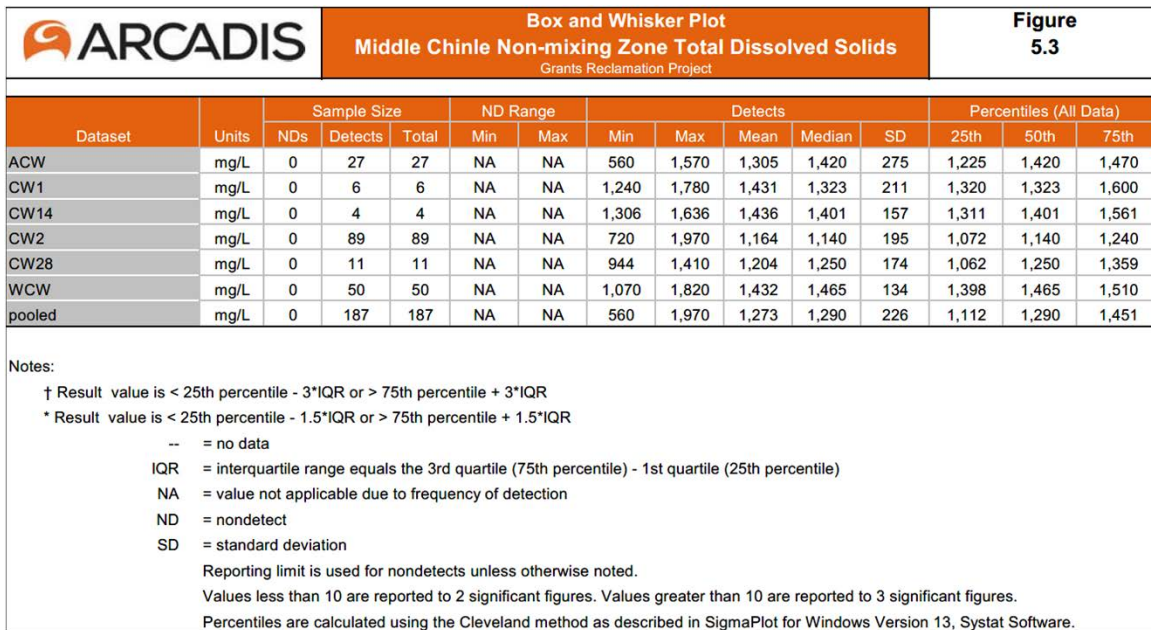 ARCADIS
Box and Whisker Plot
Middle Chinle Non-mixing Zone Total Dissolved Solids
Grants Reclamation Project
Figure
5.3
Dataset Units Sample Size ND Range Detects Percentiles (All Data)
NDs Detects Total Min Max Min Max Mean Median SD 25th 50th 75th
ACW mg/L 0 27 27 NA NA 560 1,570 1,305 1,420 275 1,225 1,420 1,470
CW1 mg/L 0 6 6 NA NA 1,240 1,780 1,431 1,323 211 1,320 1,323 1,600
CW14 mg/L 0 4 4 NA NA 1,306 1,636 1,436 1,401 157 1,311 1,401 1,561
CW2 mg/L 0 89 89 NA NA 720 1,970 1,164 1,140 195 1,072 1,140 1,240
CW28 mg/L 0 11 11 NA NA 944 1,410 1,204 1,250 174 1,062 1,250 1,359
WCW mg/L 0 50 50 NA NA 1,070 1,820 1,432 1,465 134 1,398 1,465 1,510
pooled mg/L 0 187 187 NA NA 560 1,970 1,273 1,290 226 1,112 1,290 1,451
Notes:
† Result value is < 25th percentile - 3*IQR or > 75th percentile + 3*IQR
* Result value is < 25th percentile - 1.5*IQR or > 75th percentile + 1.5*IQR
-- = no data
IQR = interquartile range equals the 3rd quartile (75th percentile) - 1st quartile (25th percentile)
NA = value not applicable due to frequency of detection
ND = nondetect
SD = standard deviation
Reporting limit is used for nondetects unless otherwise noted.
Values less than 10 are reported to 2 significant figures. Values greater than 10 are reported to 3 significant figures.
Percentiles are calculated using the Cleveland method as described in SigmaPlot for Windows Version 13, Systat Software.